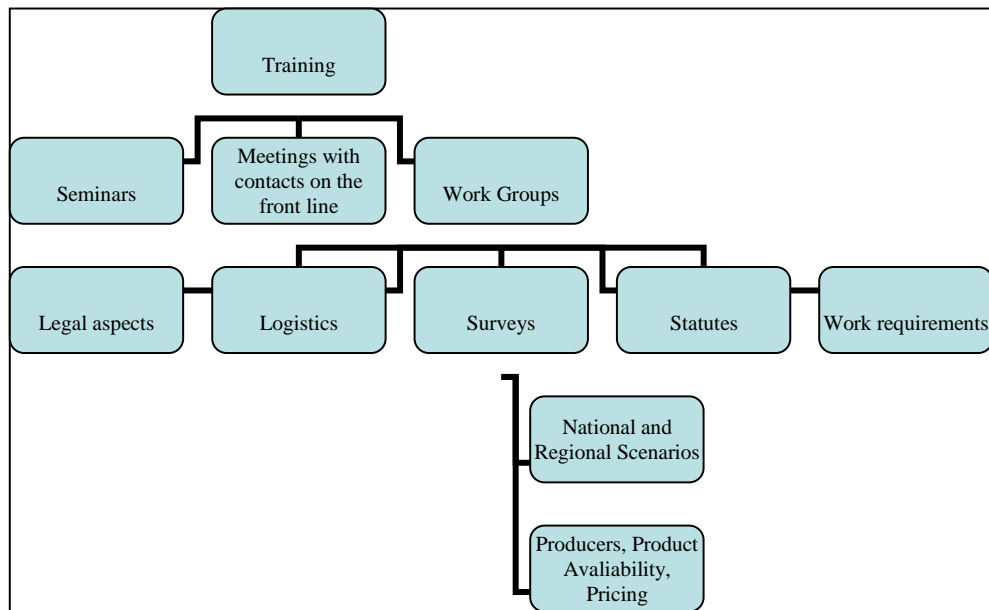 Training
Seminars
Meetings with
contacts on the
front line
Work Groups
Legal aspects
Logistics
Surveys
Statutes
Work requirements
National and
Regional Scenarios
Producers, Product
Avaliability,
Pricing